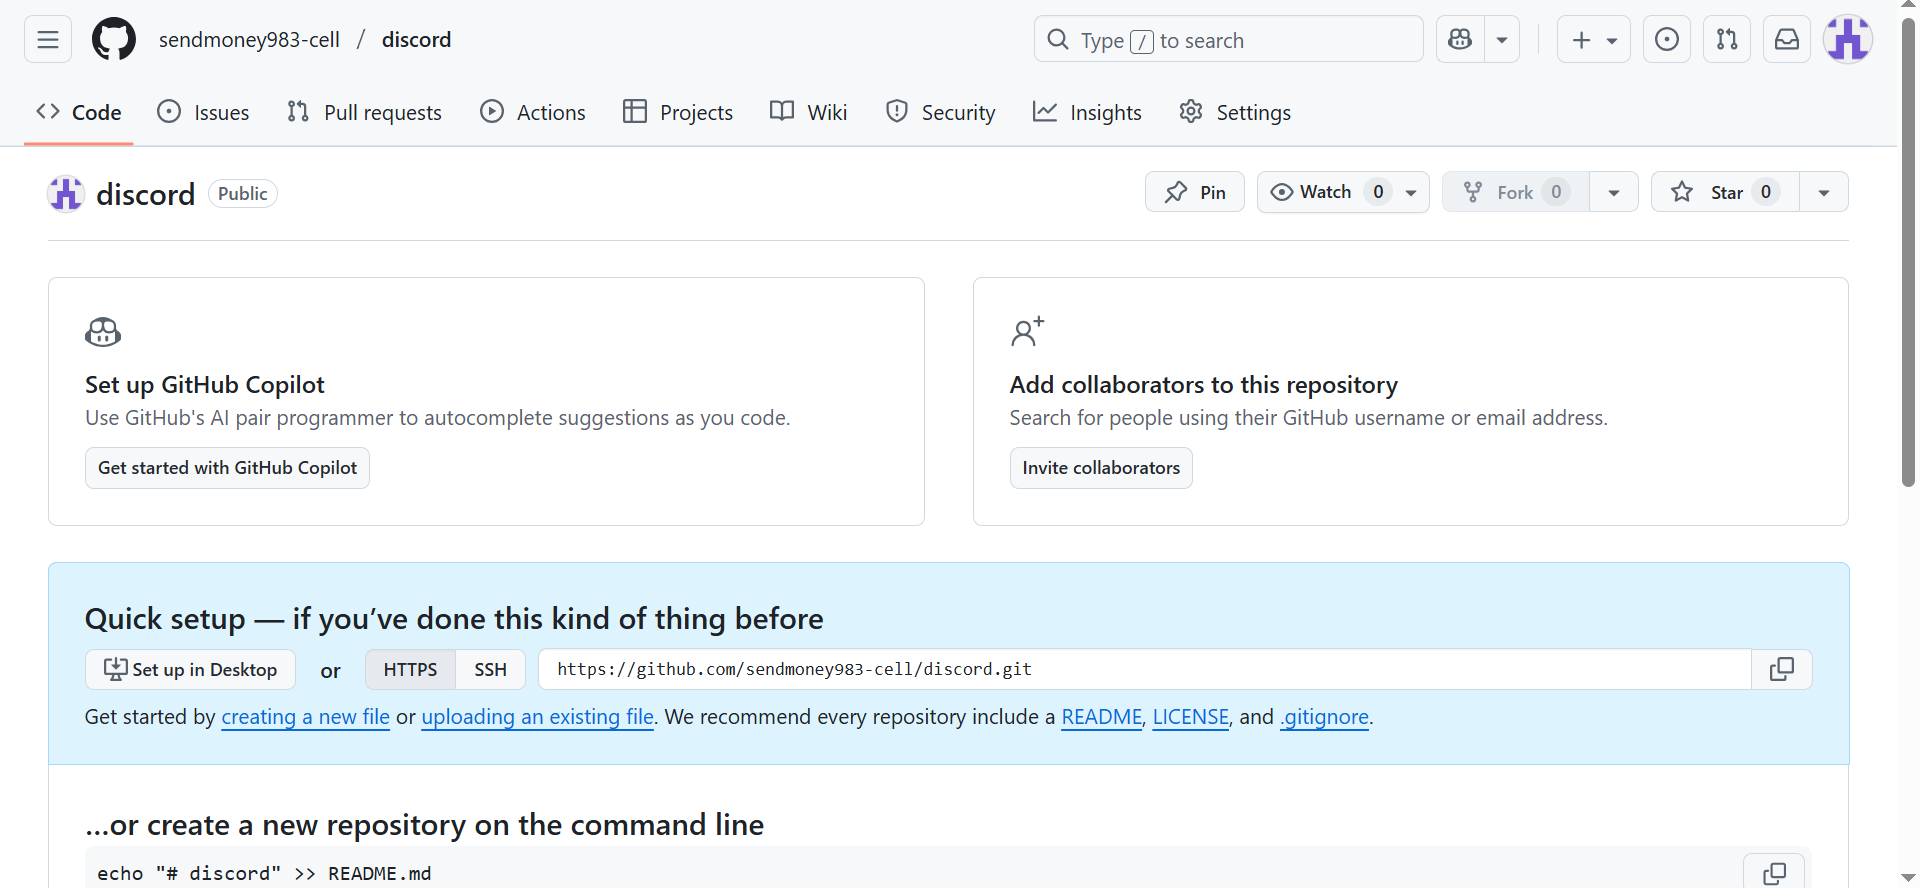 sendmoney983-cell / discord
Type / to search
Code Issues Pull requests Actions Projects Wiki Security Insights Settings
discord Public
Pin Watch 0 Fork 0 Star 0
Set up GitHub Copilot
Use GitHub's AI pair programmer to autocomplete suggestions as you code.
Get started with GitHub Copilot
Add collaborators to this repository
Search for people using their GitHub username or email address.
Invite collaborators
Quick setup — if you’ve done this kind of thing before
Set up in Desktop or HTTPS SSH https://github.com/sendmoney983-cell/discord.git
Get started by creating a new file or uploading an existing file. We recommend every repository include a README, LICENSE, and .gitignore.
…or create a new repository on the command line
echo "# discord" >> README.md